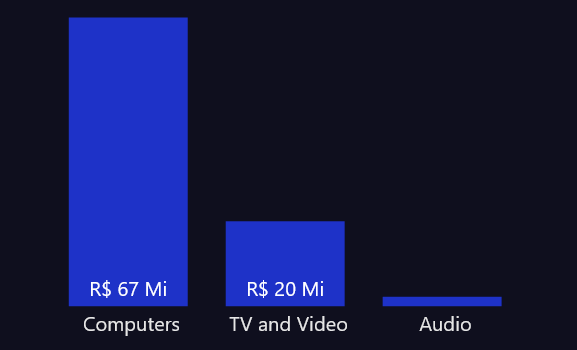 R$ 67 Mi
R$ 20 Mi
Computers
TV and Video
Audio